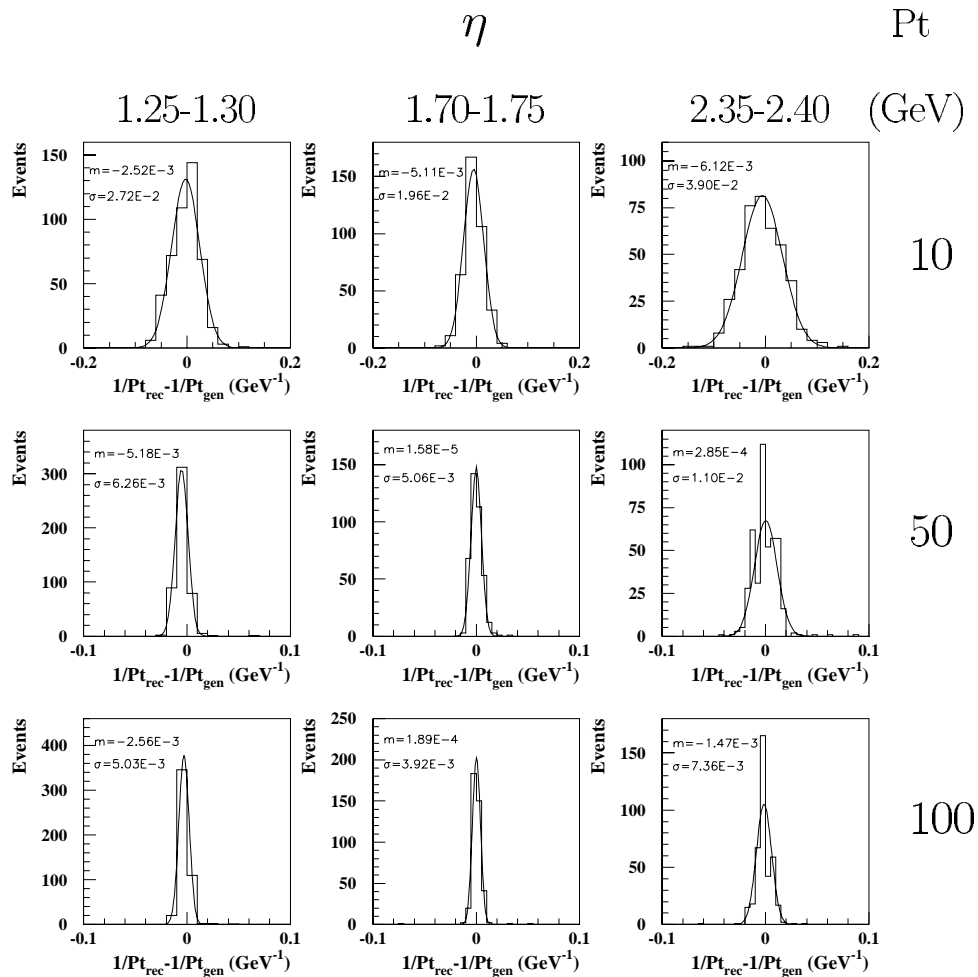 η Pt
1.25-1.30 1.70-1.75 2.35-2.40 (GeV)
Events
150
100
50
0
m=-2.52E-3
σ=2.72E-2
-0.2 0 0.2
1/Pt_rec-1/Pt_gen (GeV^-1)
Events
150
100
50
0
m=-5.11E-3
σ=1.96E-2
-0.2 0 0.2
1/Pt_rec-1/Pt_gen (GeV^-1)
Events
100
75
50
25
0
m=-6.12E-3
σ=3.90E-2
-0.2 0 0.2
1/Pt_rec-1/Pt_gen (GeV^-1)
10
Events
300
200
100
0
m=-5.18E-3
σ=6.26E-3
-0.1 0 0.1
1/Pt_rec-1/Pt_gen (GeV^-1)
Events
150
100
50
0
m=1.58E-5
σ=5.06E-3
-0.1 0 0.1
1/Pt_rec-1/Pt_gen (GeV^-1)
Events
100
75
50
25
0
m=2.85E-4
σ=1.10E-2
-0.1 0 0.1
1/Pt_rec-1/Pt_gen (GeV^-1)
50
Events
400
300
200
100
0
m=-2.56E-3
σ=5.03E-3
-0.1 0 0.1
1/Pt_rec-1/Pt_gen (GeV^-1)
Events
250
200
150
100
50
0
m=1.89E-4
σ=3.92E-3
-0.1 0 0.1
1/Pt_rec-1/Pt_gen (GeV^-1)
Events
150
100
50
0
m=-1.47E-3
σ=7.36E-3
-0.1 0 0.1
1/Pt_rec-1/Pt_gen (GeV^-1)
100